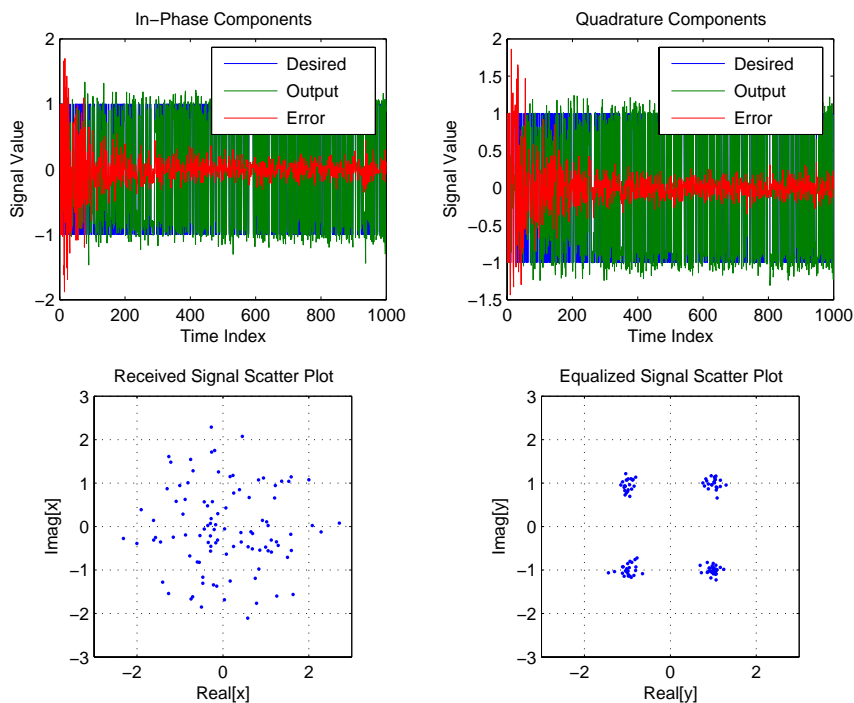 In−Phase Components
2
1
0
−1
−2
Signal Value
Desired
Output
Error
0 200 400 600 800 1000
Time Index
Quadrature Components
2
1.5
1
0.5
0
−0.5
−1
−1.5
Signal Value
Desired
Output
Error
0 200 400 600 800 1000
Time Index
Received Signal Scatter Plot
3
2
1
0
−1
−2
−3
Imag[x]
−2 0 2
Real[x]
Equalized Signal Scatter Plot
3
2
1
0
−1
−2
−3
Imag[y]
−2 0 2
Real[y]